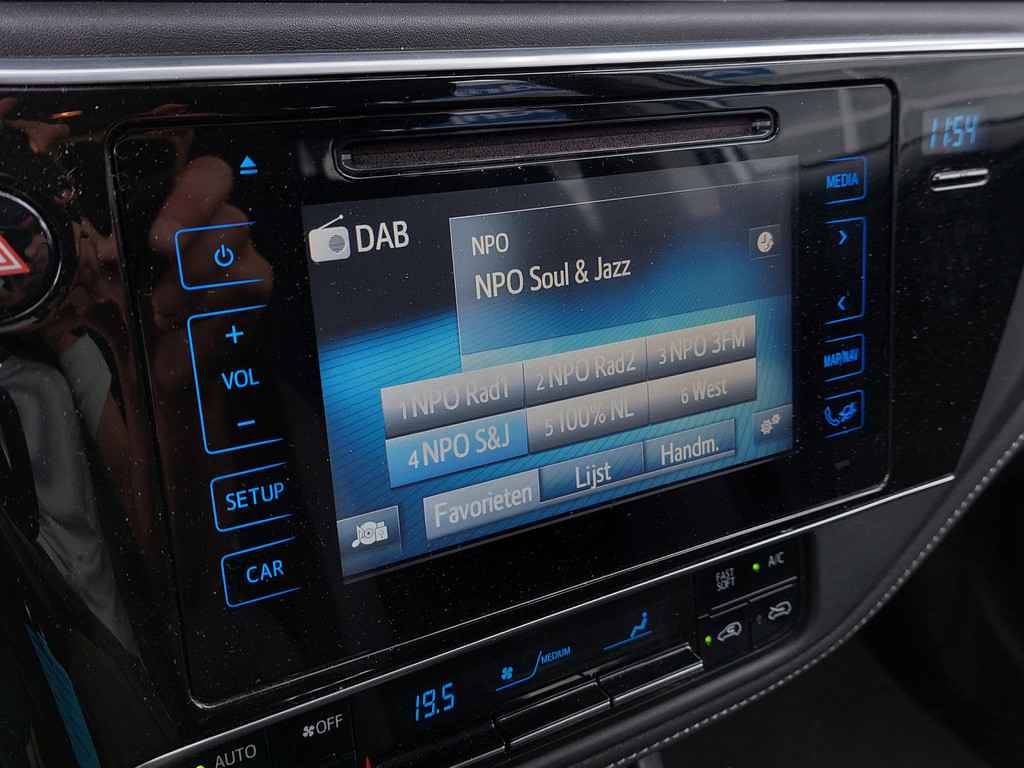 11:54
MEDIA
DAB
NPO
NPO Soul & Jazz
VOL
MAP/NAV
1 NPO Rad1
2 NPO Rad2
3 NPO 3FM
4 NPO S&J
5 100% NL
6 West
SETUP
Favorieten
Lijst
Handm.
CAR
FAST
SOFT
A/C
MEDIUM
19.5
OFF
AUTO